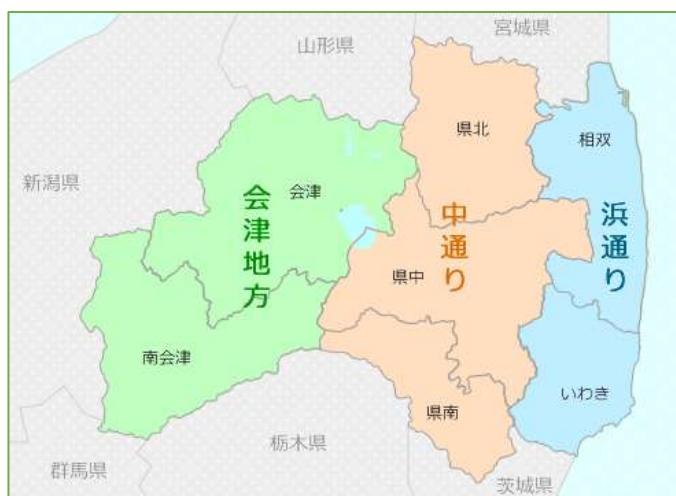 宮城県
山形県
県北
相双
新潟県
会津
会津地方
中通り
浜通り
県中
南会津
いわき
県南
栃木県
群馬県
茨城県